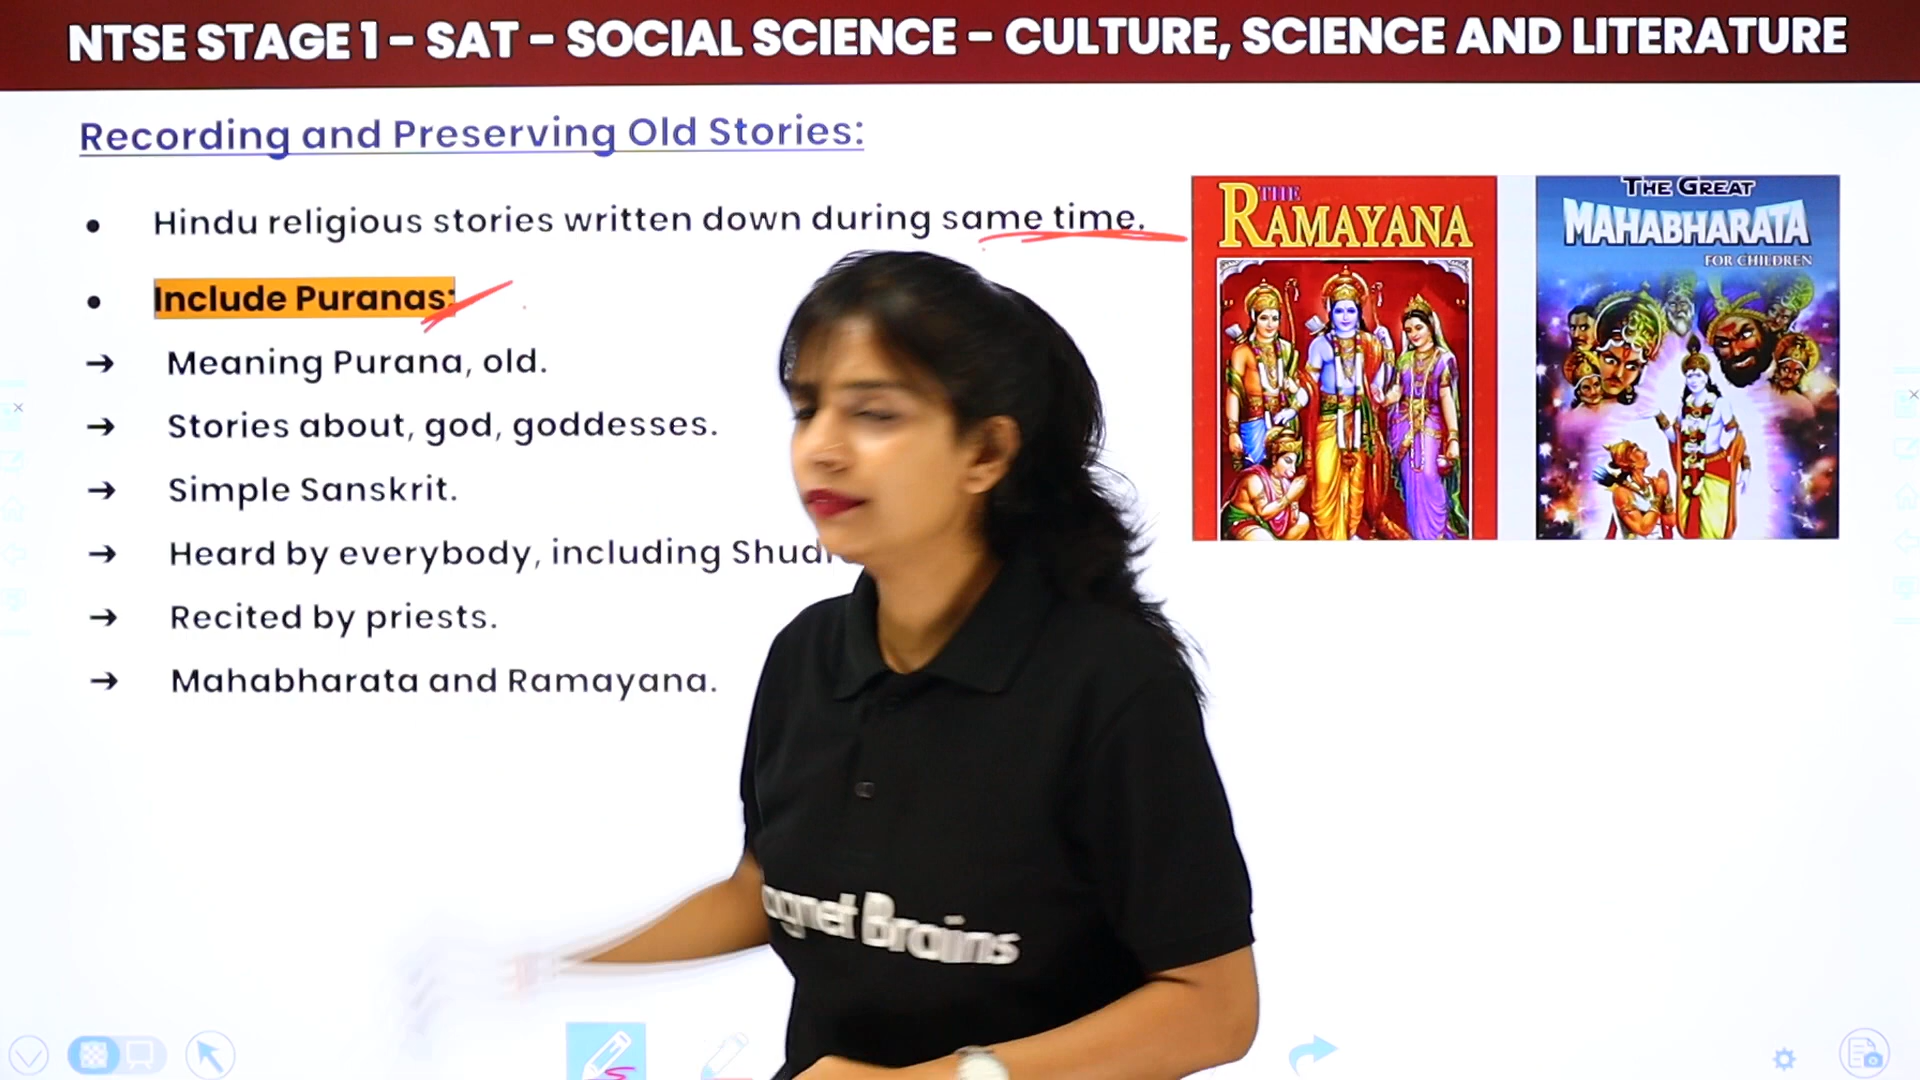 NTSE STAGE 1 – SAT – SOCIAL SCIENCE – CULTURE, SCIENCE AND LITERATURE
Recording and Preserving Old Stories:
• Hindu religious stories written down during same time.
• Include Puranas:
→ Meaning Purana, old.
→ Stories about, god, goddesses.
→ Simple Sanskrit.
→ Heard by everybody, including
→ Recited by priests.
→ Mahabharata and Ramayana.
THE RAMAYANA
THE GREAT
MAHABHARATA
FOR CHILDREN
Brains